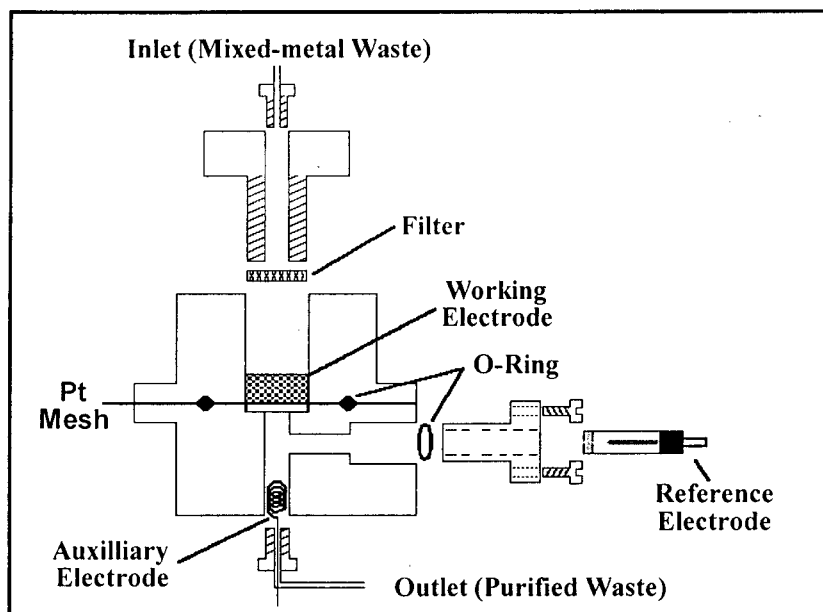 Inlet (Mixed-metal Waste)
Filter
Working
Electrode
O-Ring
Pt
Mesh
Reference
Electrode
Auxilliary
Electrode
Outlet (Purified Waste)